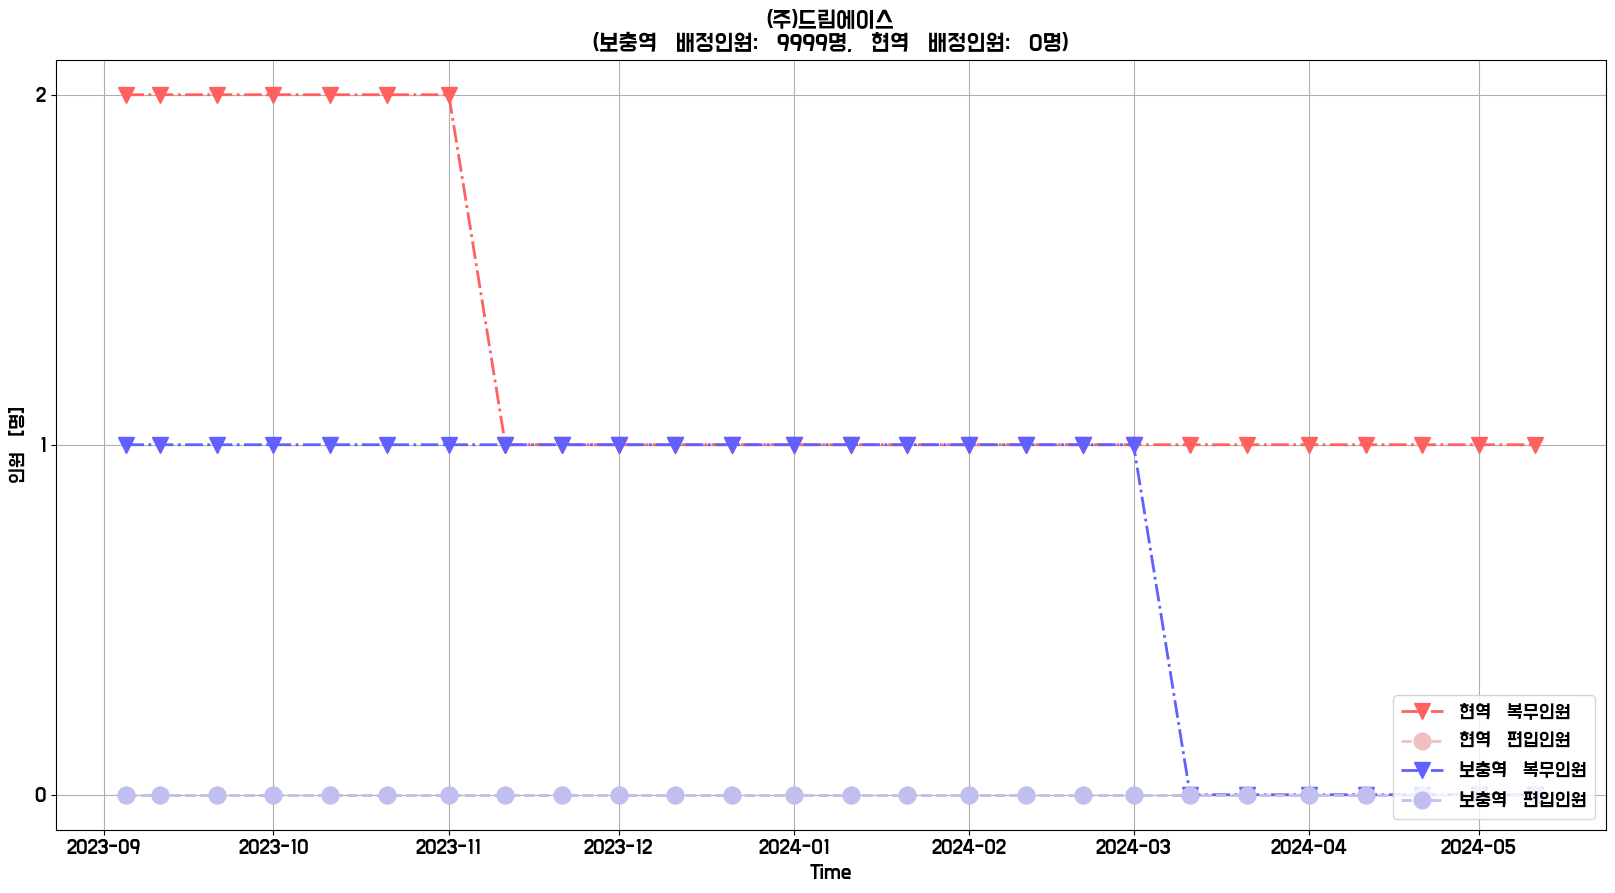 (주)드림에이스
(보충역 배정인원: 9999명, 현역 배정인원: 0명)
인원 [명]
2
1
0
현역 복무인원
현역 편입인원
보충역 복무인원
보충역 편입인원
2023-09 2023-10 2023-11 2023-12 2024-01 2024-02 2024-03 2024-04 2024-05
Time